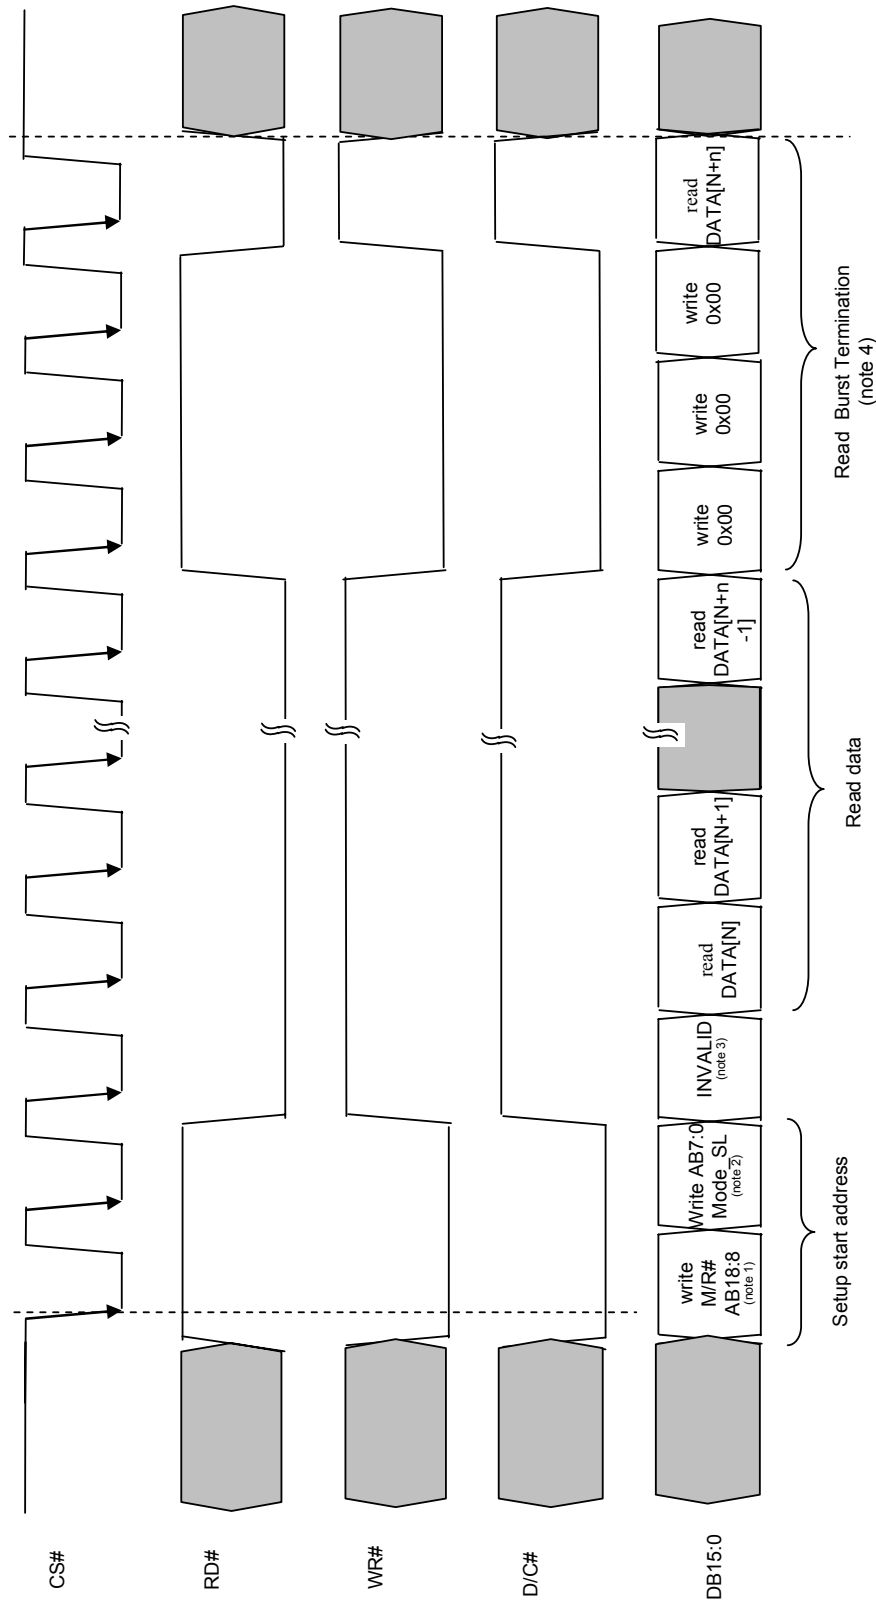 CS#
RD#
WR#
D/C#
DB15:0
write
M/R#
AB18:8
(note 1)
Write AB7:0
Mode_SL
(note 2)
INVALID
(note 3)
read
DATA[N]
read
DATA[N+1]
read
DATA[N+n
-1]
write
0x00
write
0x00
write
0x00
read
DATA[N+n]
Setup start address
Read data
Read Burst Termination
(note 4)